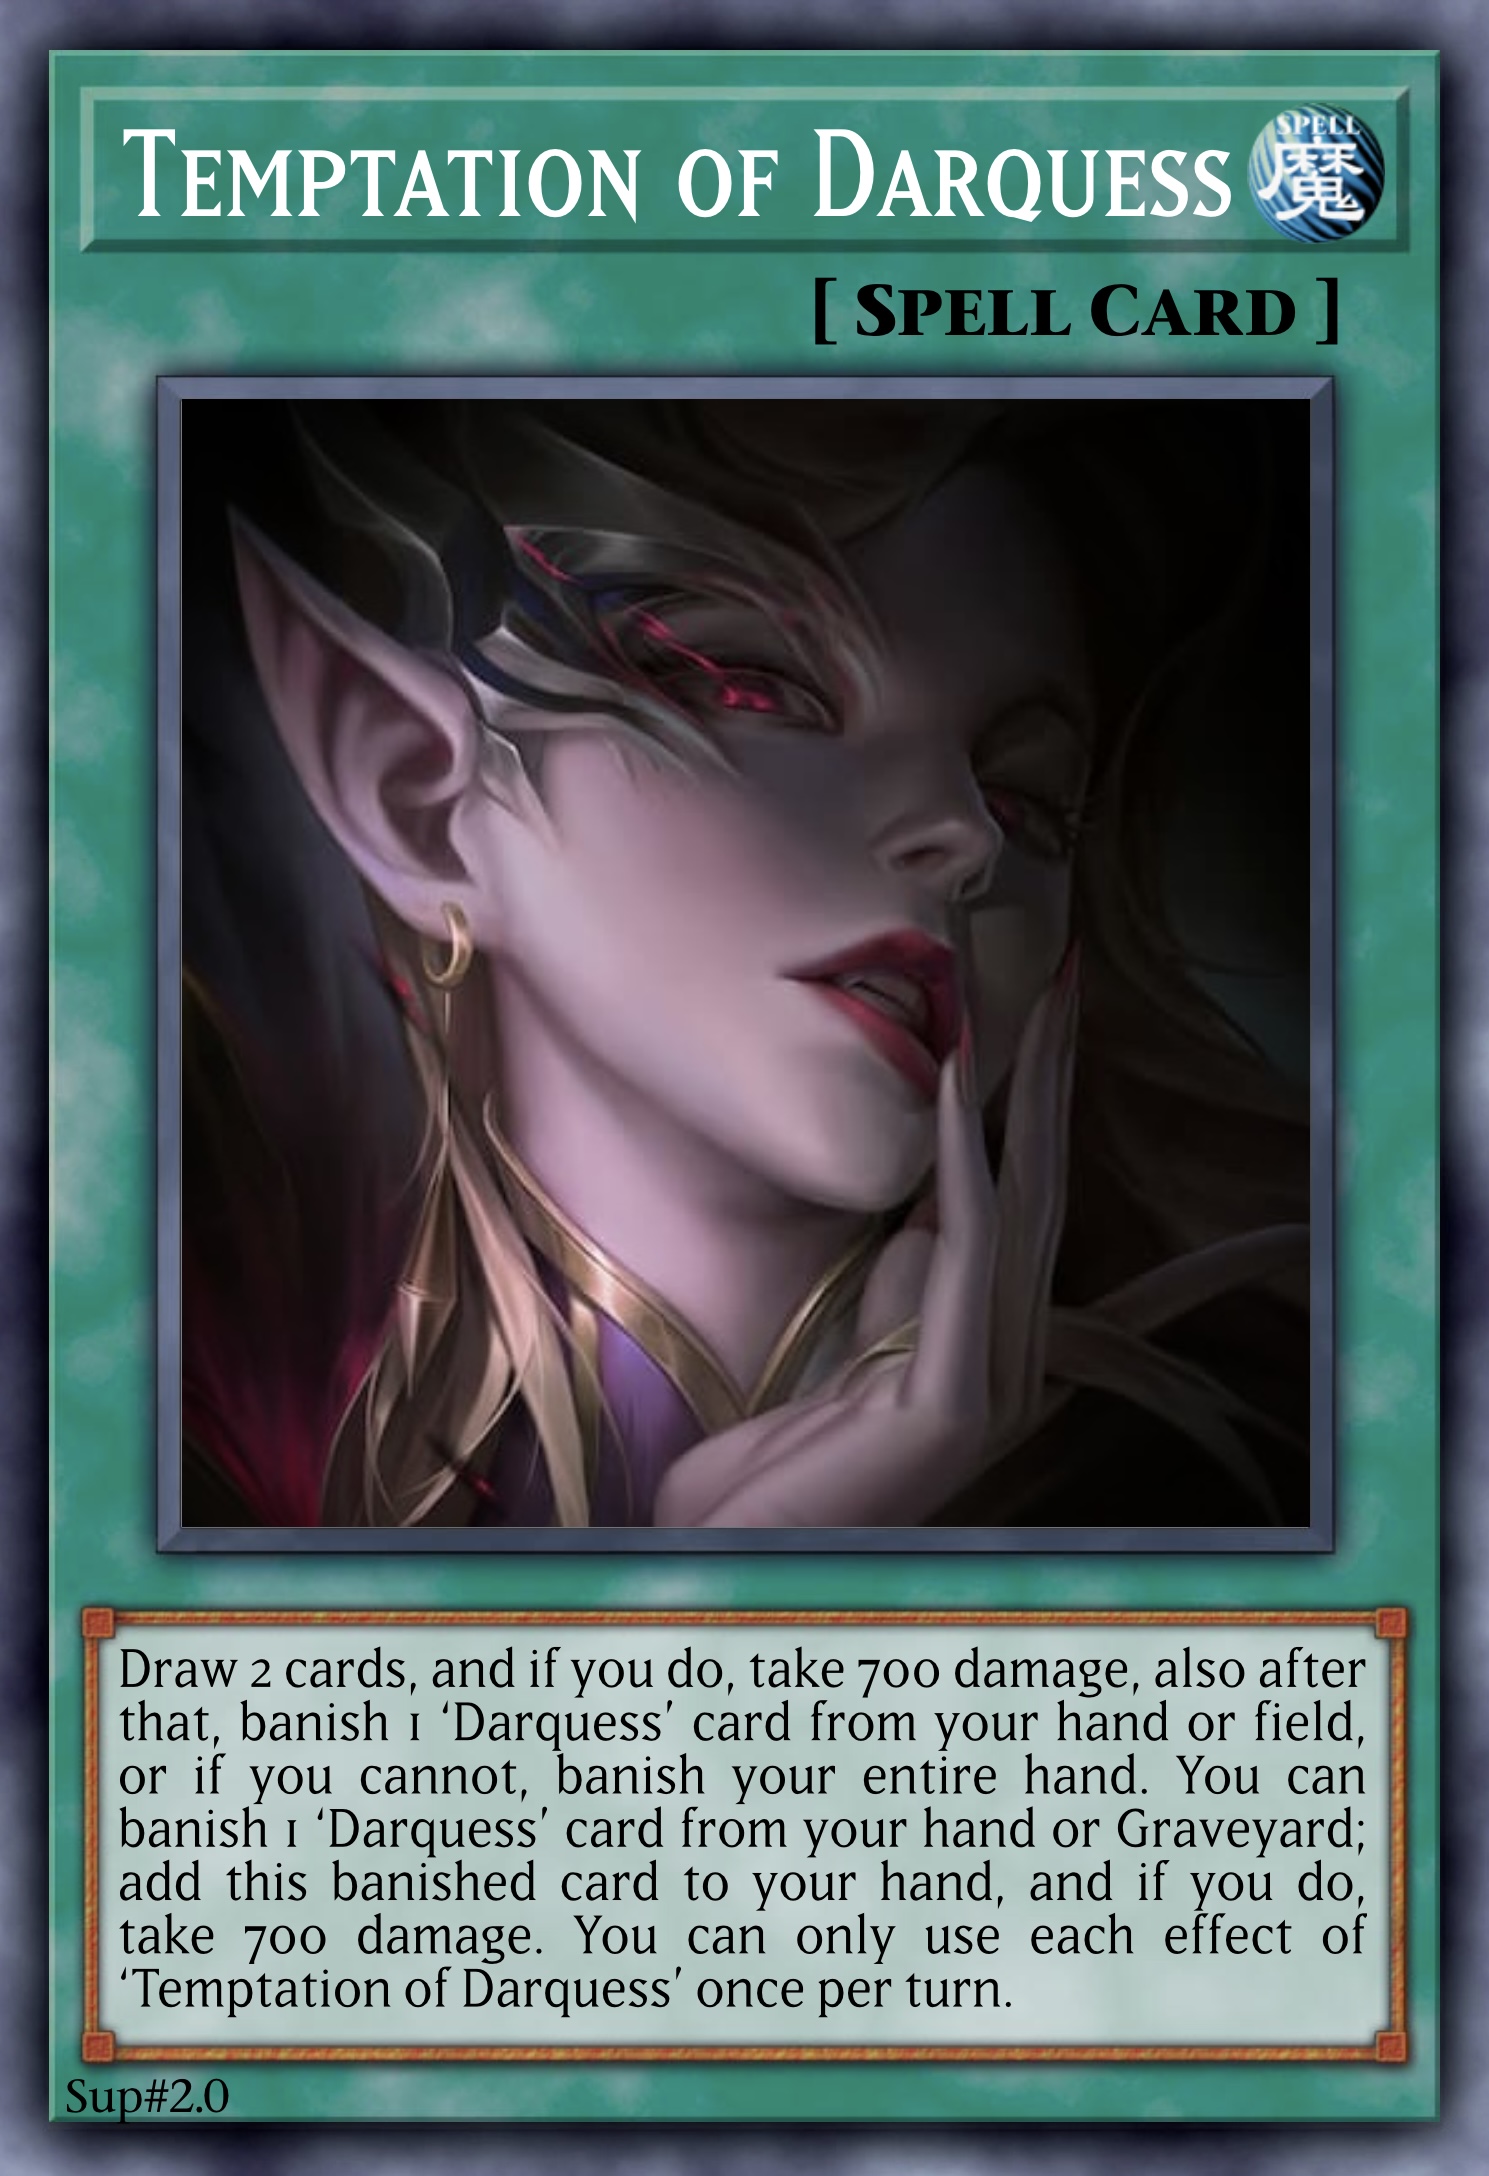 Temptation of Darquess
SPELL
魔
[ Spell Card ]
Draw 2 cards, and if you do, take 700 damage, also after
that, banish 1 ‘Darquess’ card from your hand or field,
or if you cannot, banish your entire hand. You can
banish 1 ‘Darquess’ card from your hand or Graveyard;
add this banished card to your hand, and if you do,
take 700 damage. You can only use each effect of
‘Temptation of Darquess’ once per turn.
Sup#2.0